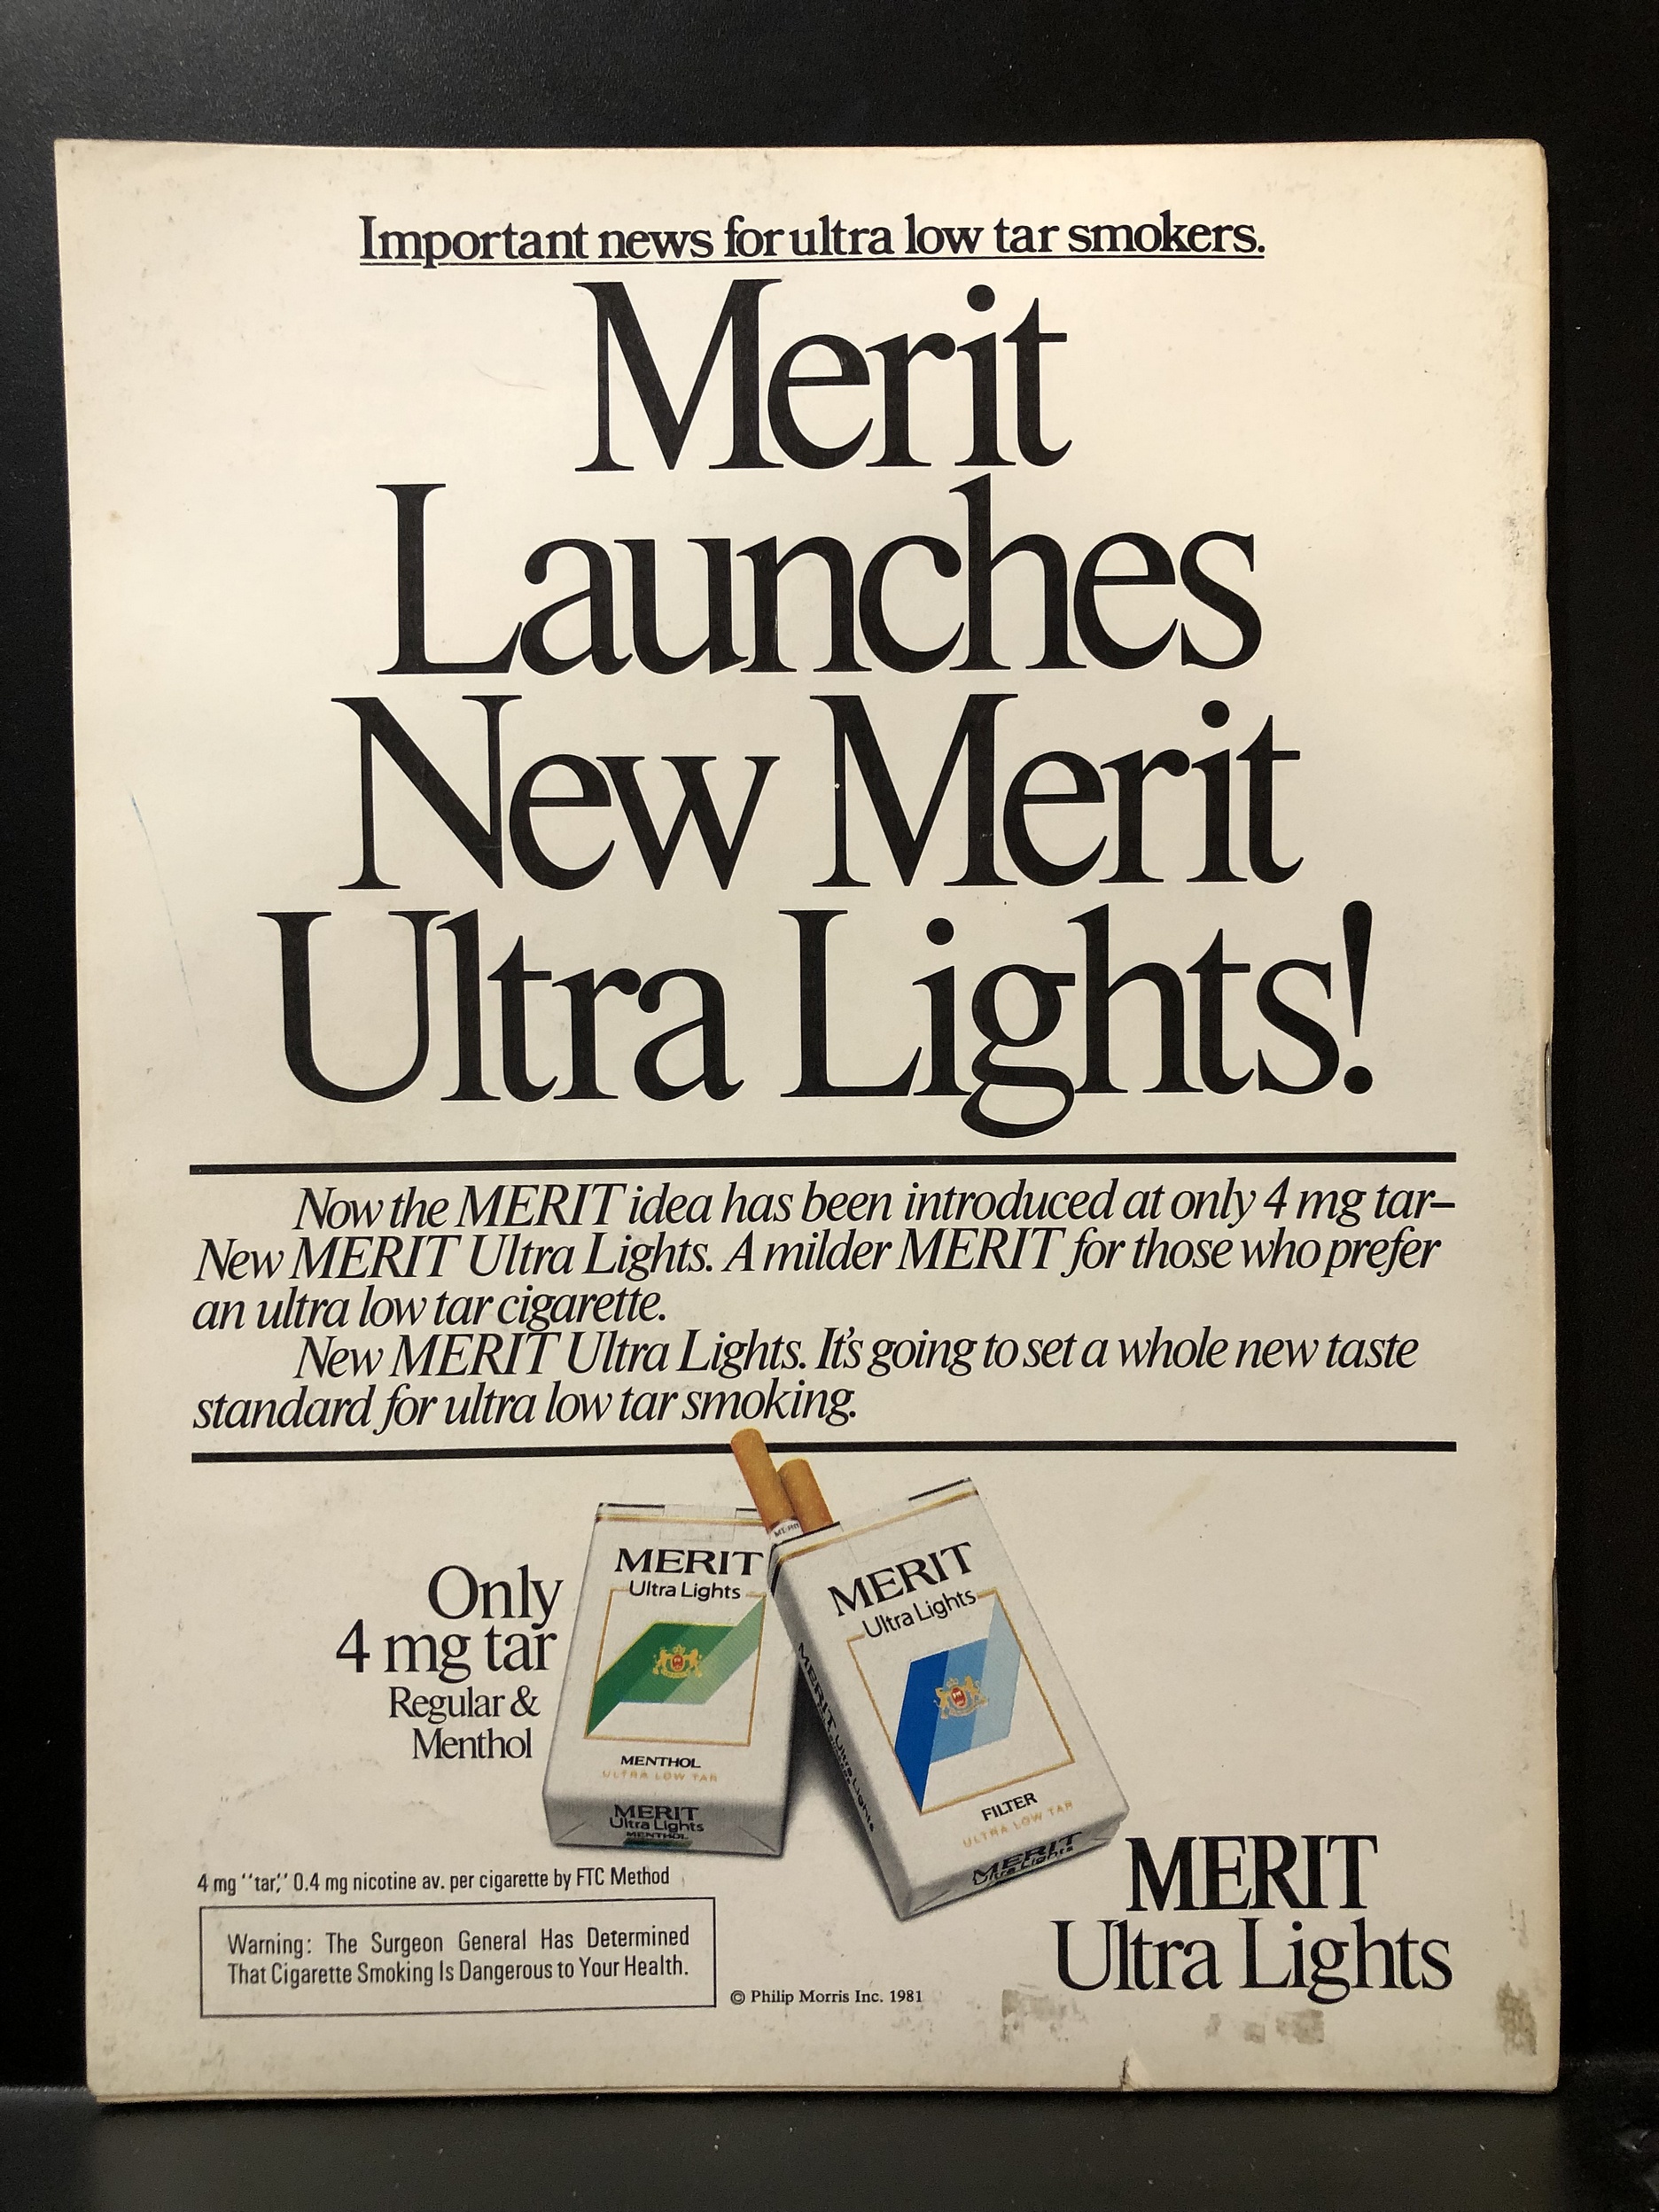 Important news for ultra low tar smokers.
Merit
Launches
New Merit
Ultra Lights!
Now the MERIT idea has been introduced at only 4 mg tar–
New MERIT Ultra Lights. A milder MERIT for those who prefer
an ultra low tar cigarette.
New MERIT Ultra Lights. It's going to set a whole new taste
standard for ultra low tar smoking.
Only
4 mg tar
Regular &
Menthol
MERIT
Ultra Lights
MENTHOL
ULTRA LOW TAR
MERIT
Ultra Lights
MENTHOL
MERIT
MERIT
Ultra Lights
FILTER
ULTRA LOW TAR
MERIT
Ultra Lights
MERIT Ultra Lights
4 mg "tar," 0.4 mg nicotine av. per cigarette by FTC Method
Warning: The Surgeon General Has Determined
That Cigarette Smoking Is Dangerous to Your Health.
© Philip Morris Inc. 1981
MERIT
Ultra Lights